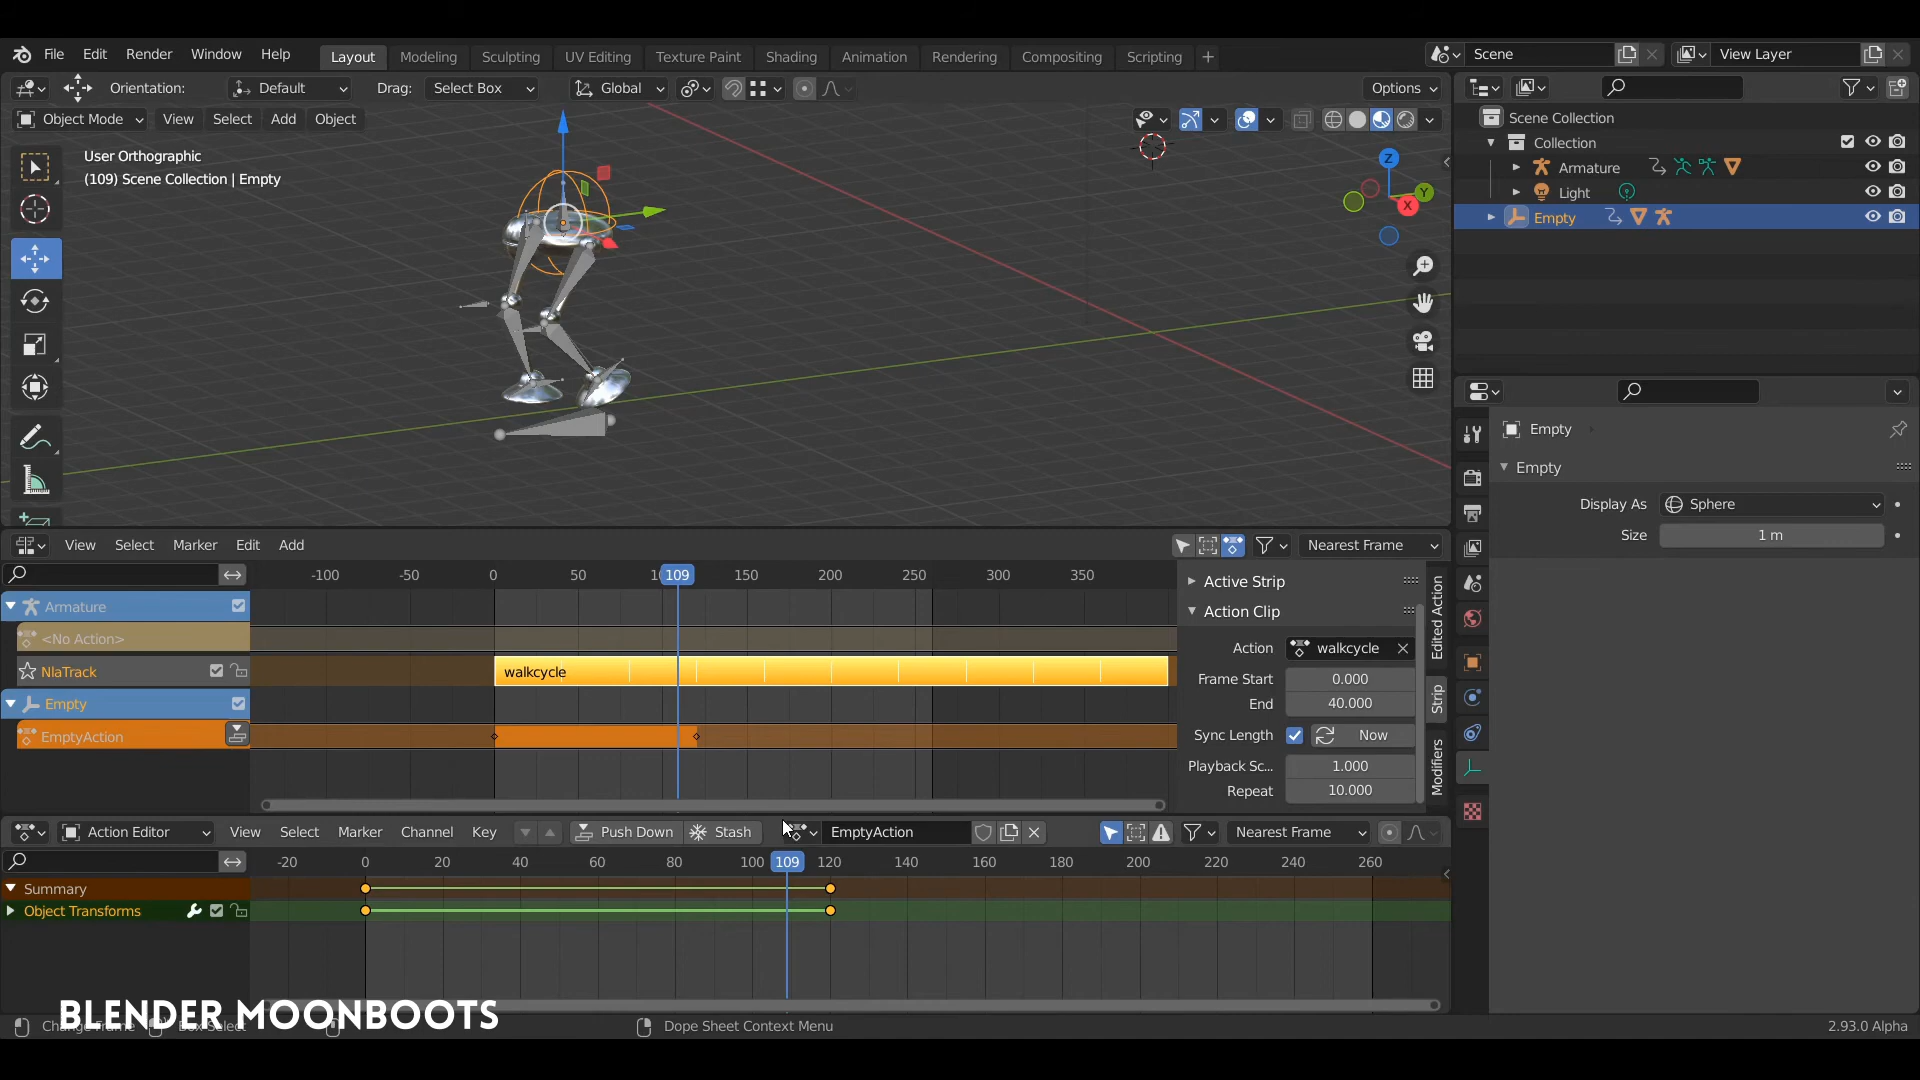 File Edit Render Window Help Layout Modeling Sculpting UV Editing Texture Paint Shading Animation Rendering Compositing Scripting + Scene View Layer
Orientation: Default Drag: Select Box Global Options
Object Mode View Select Add Object
User Orthographic
(109) Scene Collection | Empty
Z
Y
X
Scene Collection
Collection
Armature
Light
Empty
Empty
Empty
Display As Sphere
Size 1 m
View Select Marker Edit Add Nearest Frame
-100 -50 0 50 109 150 200 250 300 350
Armature
<No Action>
NlaTrack walkcycle
Empty
EmptyAction
Active Strip
Action Clip
Action walkcycle
Frame Start 0.000
End 40.000
Sync Length Now
Playback Sc... 1.000
Repeat 10.000
Edited Action
Strip
Modifiers
Action Editor View Select Marker Channel Key Push Down Stash EmptyAction Nearest Frame
-20 0 20 40 60 80 100 109 120 140 160 180 200 220 240 260
Summary
Object Transforms
BLENDER MOONBOOTS
Change Frame Box Select Dope Sheet Context Menu 2.93.0 Alpha